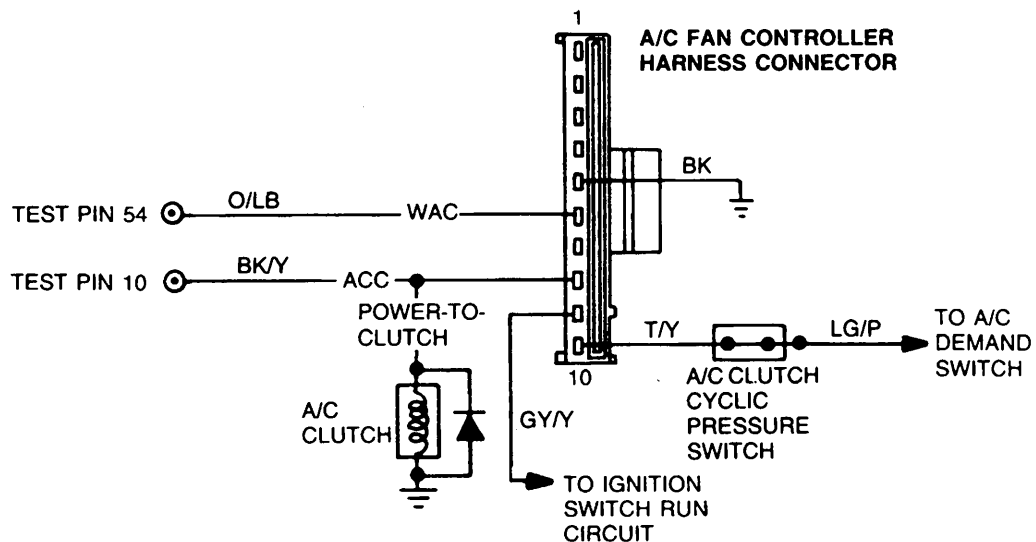 1
A/C FAN CONTROLLER
HARNESS CONNECTOR
BK
TEST PIN 54
O/LB
WAC
TEST PIN 10
BK/Y
ACC
POWER-TO-
CLUTCH
A/C
CLUTCH
10
GY/Y
T/Y
LG/P
TO A/C
DEMAND
SWITCH
A/C CLUTCH
CYCLIC
PRESSURE
SWITCH
TO IGNITION
SWITCH RUN
CIRCUIT